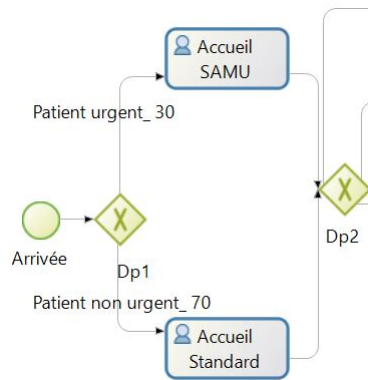 Accueil
SAMU
Patient urgent_ 30
Arrivée
Dp1
Dp2
Patient non urgent_ 70
Accueil
Standard